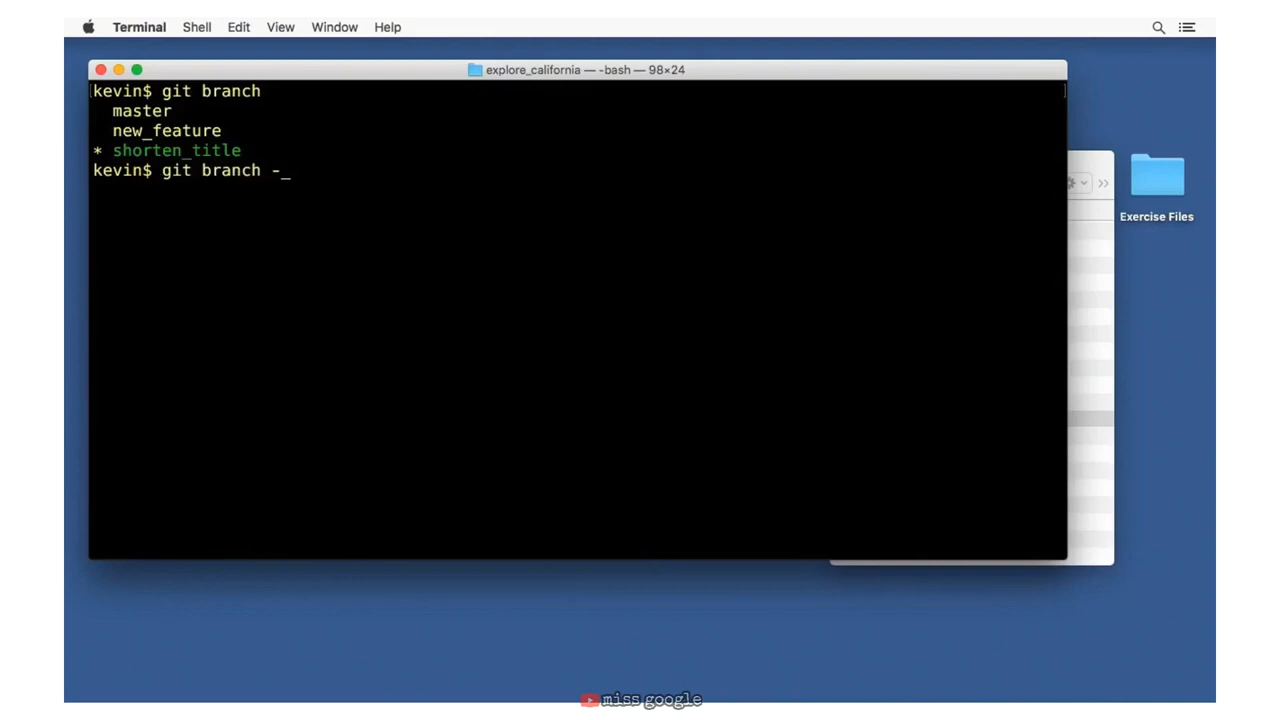 Terminal Shell Edit View Window Help
explore_california — -bash — 98×24
kevin$ git branch
master
new_feature
* shorten_title
kevin$ git branch -_
Exercise Files
miss google